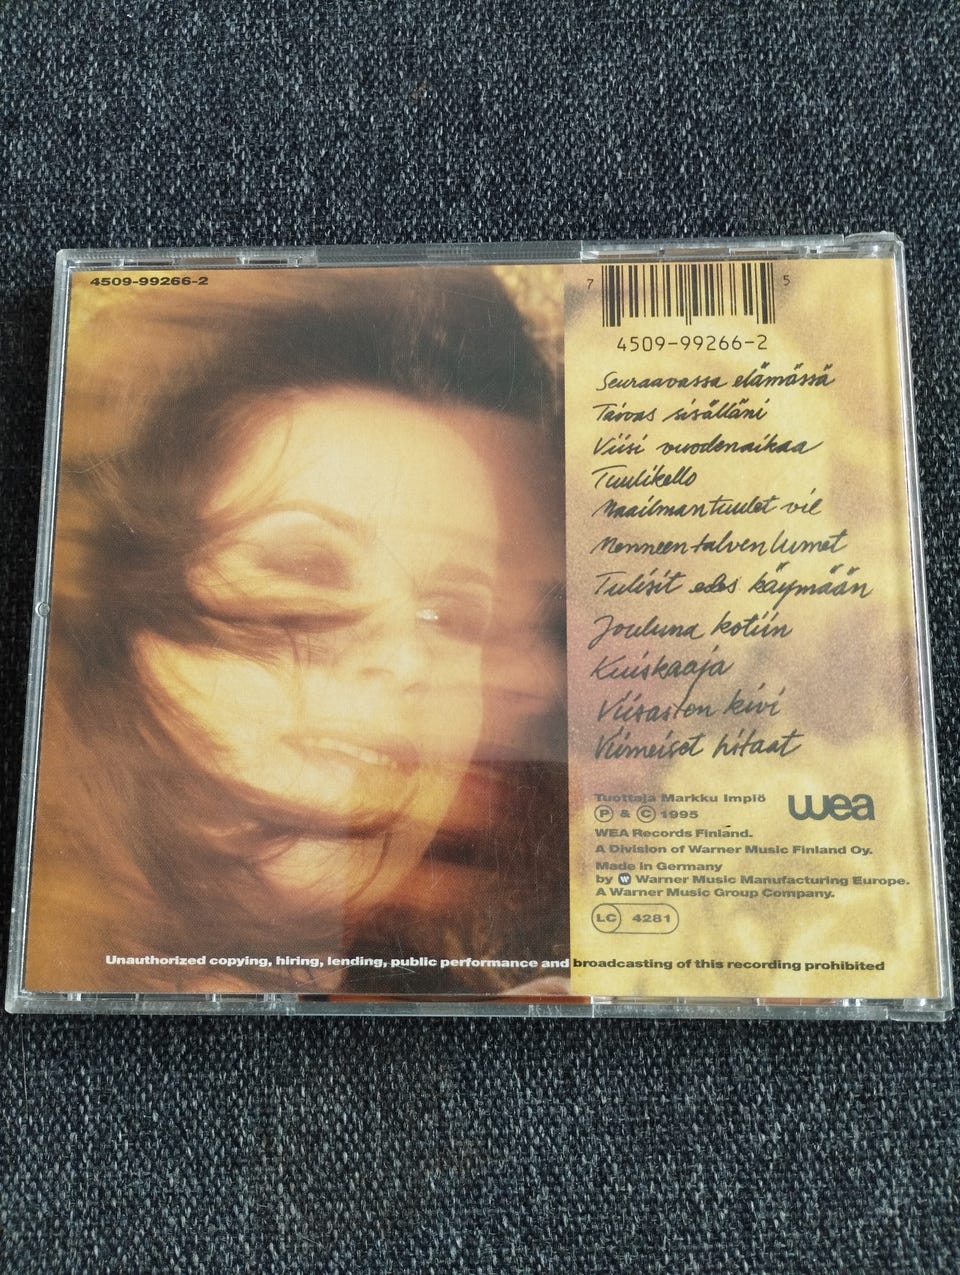 4509-99266-2
7 5
4509-99266-2
Seuraavassa elämässä
Taivas sisälläni
Viisi vuodenaikaa
Tuulikello
Maailman tuulet vie
Menneen talven lumet
Tulisit edes käymään
Jouluna kotiin
Kuiskaaja
Viisasten kivi
Viimeiset hitaat
Tuottaja Markku Impiö
P & C 1995
wea
WEA Records Finland.
A Division of Warner Music Finland Oy.
Made in Germany
by W Warner Music Manufacturing Europe.
A Warner Music Group Company.
LC 4281
Unauthorized copying, hiring, lending, public performance and broadcasting of this recording prohibited